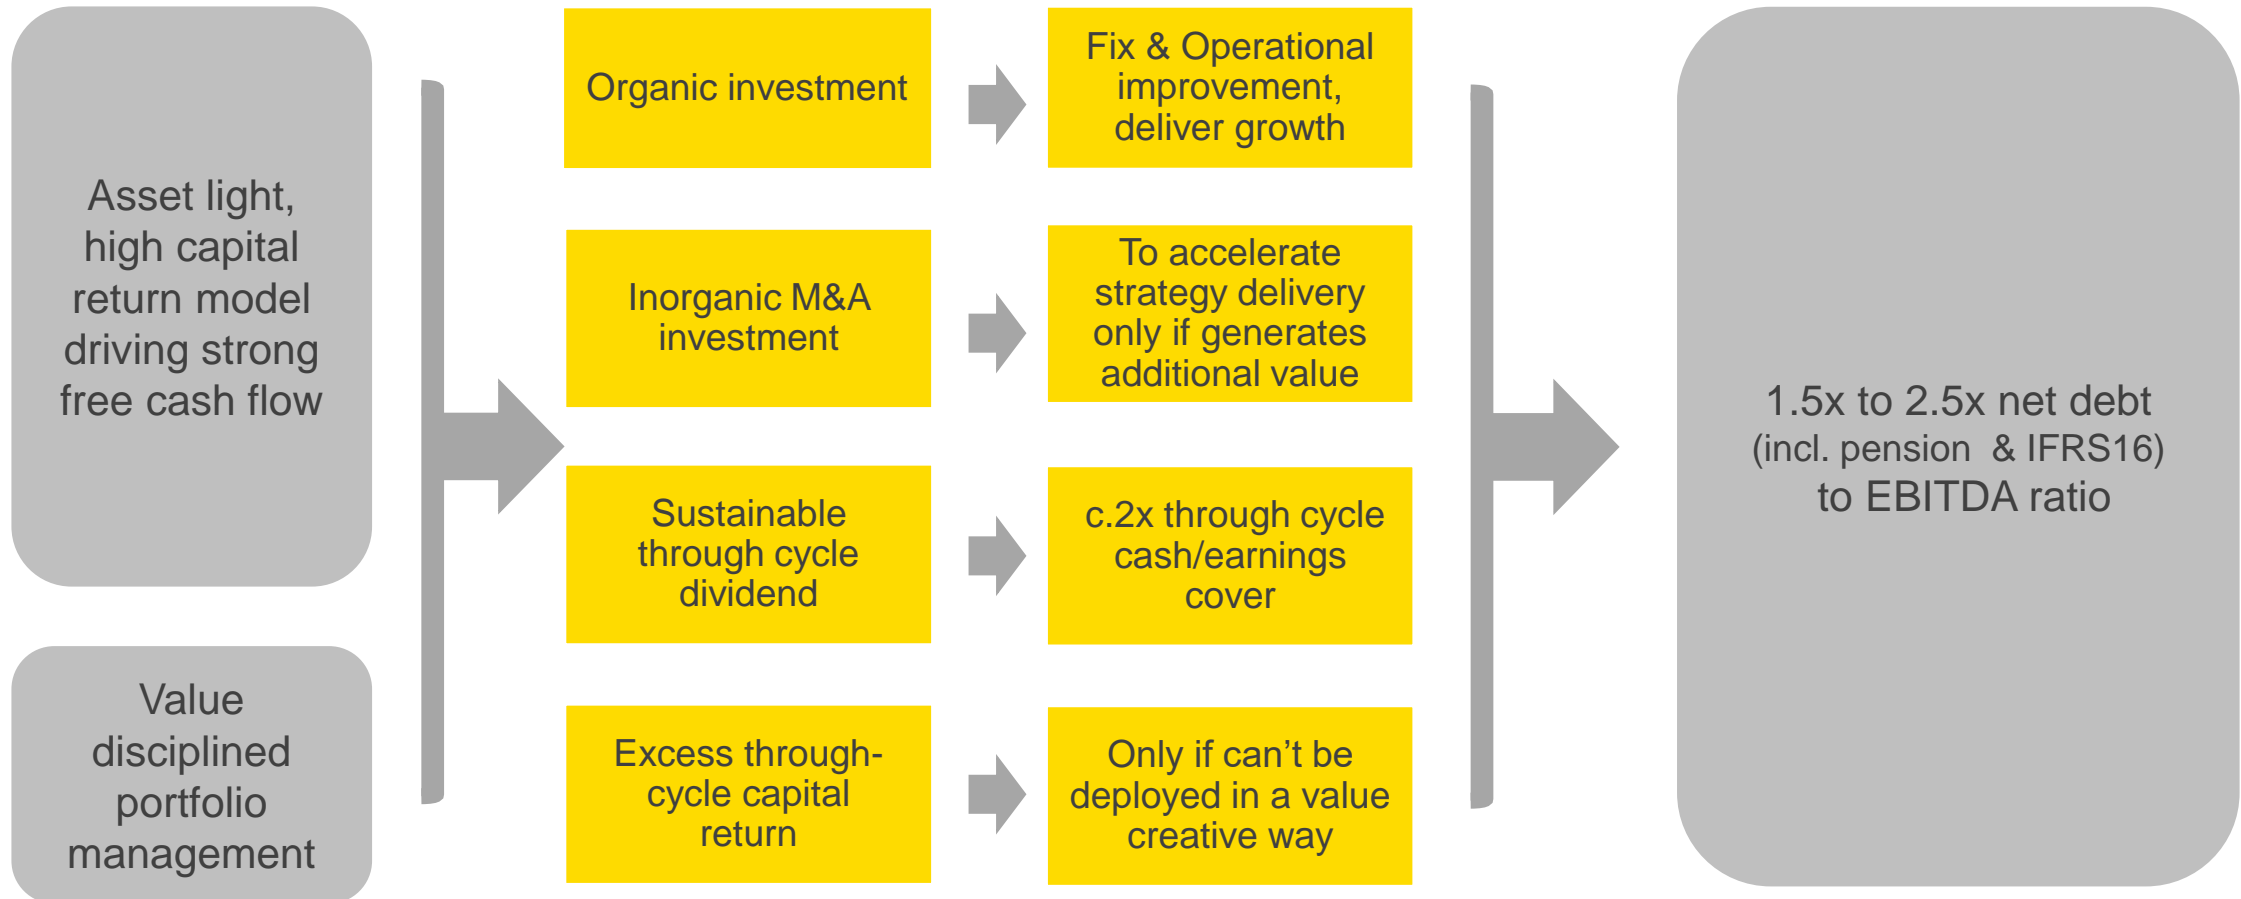 Asset light,
high capital
return model
driving strong
free cash flow
Value
disciplined
portfolio
management
Organic investment
Fix & Operational
improvement,
deliver growth
Inorganic M&A
investment
To accelerate
strategy delivery
only if generates
additional value
Sustainable
through cycle
dividend
c.2x through cycle
cash/earnings
cover
Excess through-
cycle capital
return
Only if can’t be
deployed in a value
creative way
1.5x to 2.5x net debt
(incl. pension & IFRS16)
to EBITDA ratio